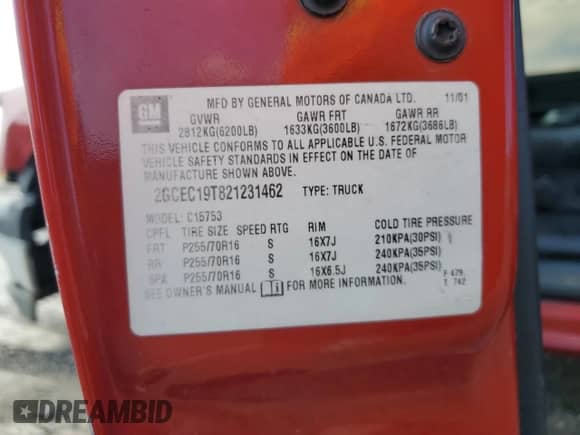 GM
MFD BY GENERAL MOTORS OF CANADA LTD. 11/01
GVWR GAWR FRT GAWR RR
2812KG(6200LB) 1633KG(3600LB) 1672KG(3686LB)
THIS VEHICLE CONFORMS TO ALL APPLICABLE U.S. FEDERAL MOTOR
VEHICLE SAFETY STANDARDS IN EFFECT ON THE DATE OF
MANUFACTURE SHOWN ABOVE.
2GCEC19T821231462 TYPE: TRUCK
MODEL: C15753
CPFL TIRE SIZE SPEED RTG RIM COLD TIRE PRESSURE
FRT P255/70R16 S 16X7J 210KPA(30PSI)
RR P255/70R16 S 16X7J 240KPA(35PSI)
SPA P255/70R16 S 16X6.5J 240KPA(35PSI)
SEE OWNER'S MANUAL i FOR MORE INFORMATION.
F 479
T 742
DREAMBID